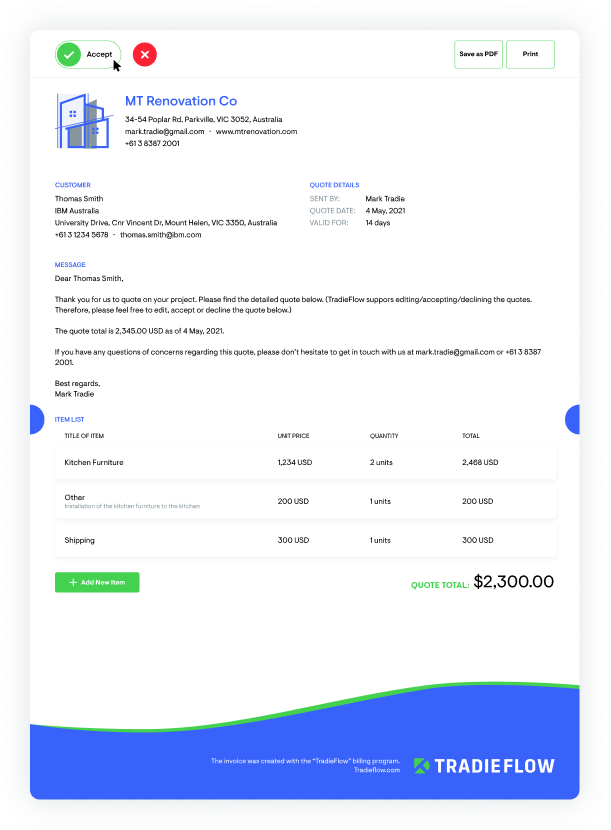 Accept
Save as PDF
Print
MT Renovation Co
34-54 Poplar Rd, Parkville, VIC 3052, Australia
mark.tradie@gmail.com · www.mtrenovation.com
+61 3 8387 2001
CUSTOMER
Thomas Smith
IBM Australia
University Drive, Cnr Vincent Dr, Mount Helen, VIC 3350, Australia
+61 3 1234 5678 · thomas.smith@ibm.com
QUOTE DETAILS
SENT BY: Mark Tradie
QUOTE DATE: 4 May, 2021
VALID FOR: 14 days
MESSAGE
Dear Thomas Smith,
Thank you for us to quote on your project. Please find the detailed quote below. (TradieFlow suppors editing/accepting/declining the quotes.
Therefore, please feel free to edit, accept or decline the quote below.)
The quote total is 2,345.00 USD as of 4 May, 2021.
If you have any questions of concerns regarding this quote, please don't hesitate to get in touch with us at mark.tradie@gmail.com or +61 3 8387
2001.
Best regards,
Mark Tradie
ITEM LIST
TITLE OF ITEM UNIT PRICE QUANTITY TOTAL
Kitchen Furniture 1,234 USD 2 units 2,468 USD
Other 200 USD 1 units 200 USD
Installation of the kitchen furniture to the kitchen
Shipping 300 USD 1 units 300 USD
+ Add New Item
QUOTE TOTAL: $2,300.00
The invoice was created with the "TradieFlow" billing program.
Tradieflow.com
TRADIEFLOW